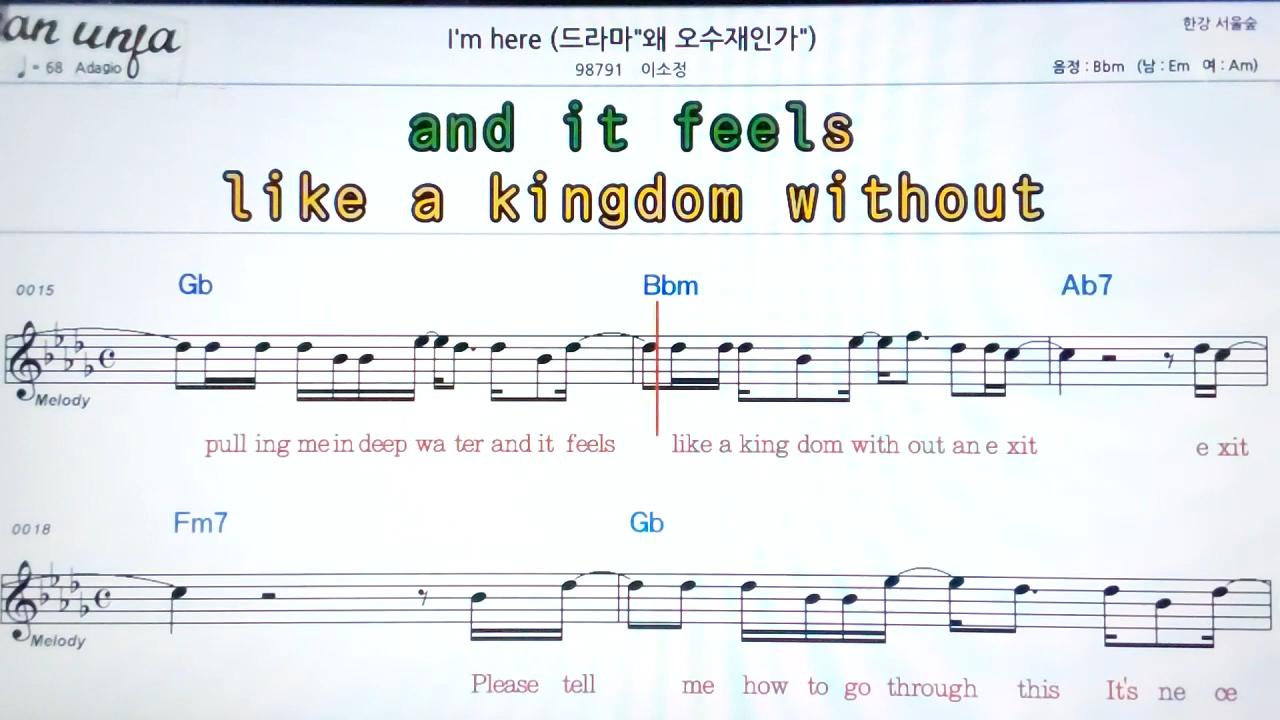 an unfa
I'm here (드라마"왜 오수재인가")
한강 서울숲
♩= 68 Adagio
98791 이소정
음정 : Bbm (남 : Em 여 : Am)
and it feels
like a kingdom without
0015 Gb Bbm Ab7
Melody
pull ing me in deep wa ter and it feels like a king dom with out an e xit e xit
0018 Fm7 Gb
Melody
Please tell me how to go through this It's ne œ